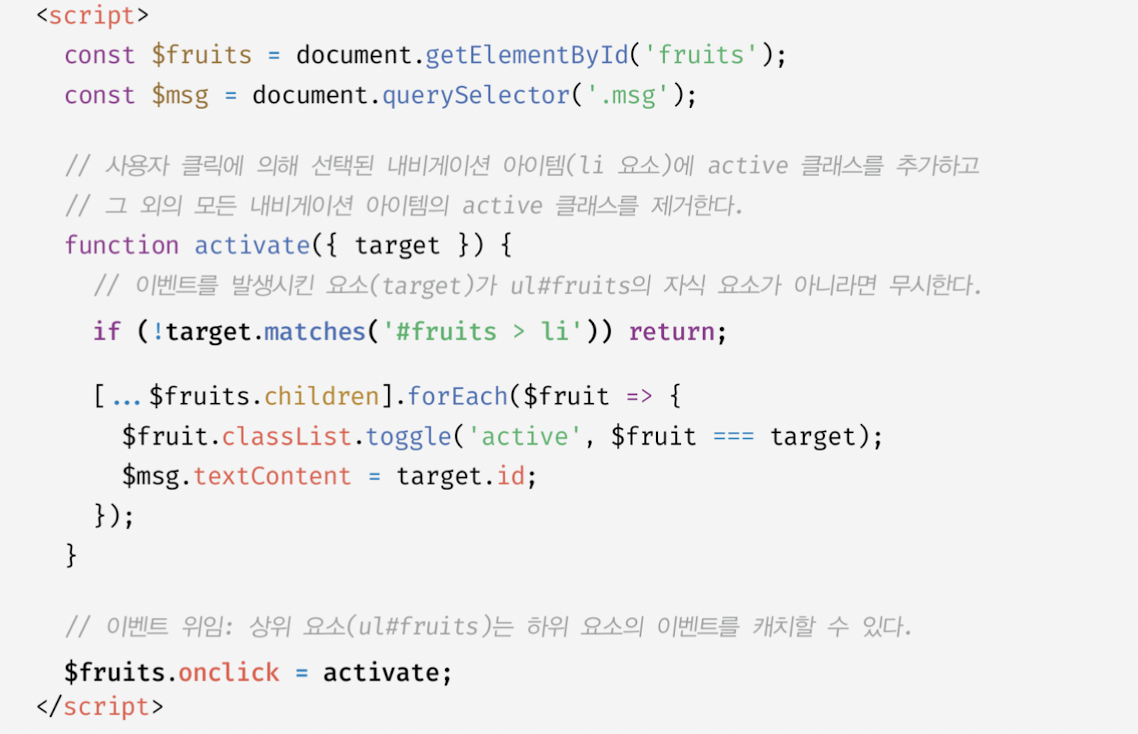 <script>
const $fruits = document.getElementById('fruits');
const $msg = document.querySelector('.msg');
// 사용자 클릭에 의해 선택된 내비게이션 아이템(li 요소)에 active 클래스를 추가하고
// 그 외의 모든 내비게이션 아이템의 active 클래스를 제거한다.
function activate({ target }) {
// 이벤트를 발생시킨 요소(target)가 ul#fruits의 자식 요소가 아니라면 무시한다.
if (!target.matches('#fruits > li')) return;
[...$fruits.children].forEach($fruit => {
$fruit.classList.toggle('active', $fruit === target);
$msg.textContent = target.id;
});
}
// 이벤트 위임: 상위 요소(ul#fruits)는 하위 요소의 이벤트를 캐치할 수 있다.
$fruits.onclick = activate;
</script>